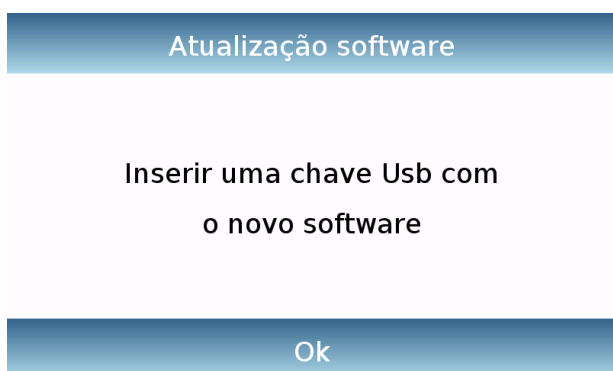 Atualização software
Inserir uma chave Usb com
o novo software
Ok